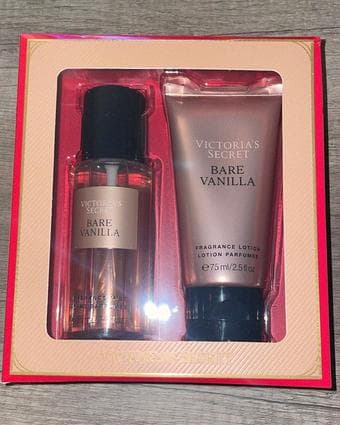 VICTORIA'S
SECRET
BARE
VANILLA
VICTORIA'S
SECRET
BARE
VANILLA
FRAGRANCE LOTION
LOTION PARFUMÉE
℮75 ml/2.5 fl oz